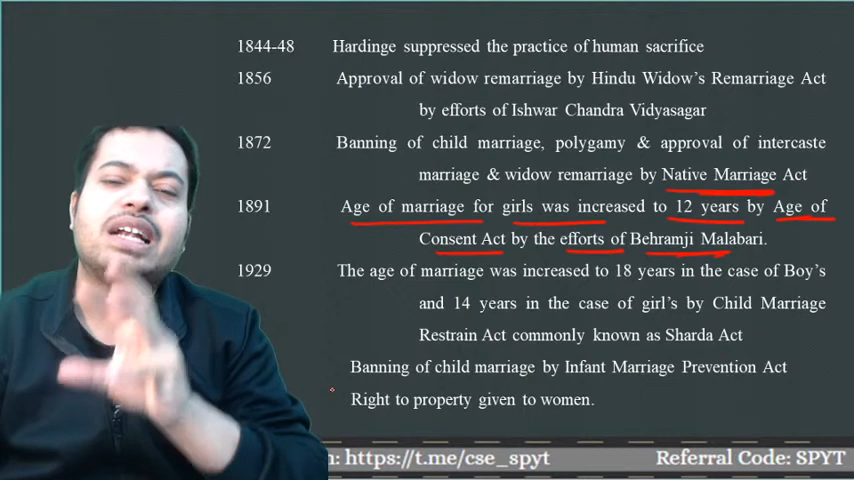 1844-48 Hardinge suppressed the practice of human sacrifice
1856 Approval of widow remarriage by Hindu Widow's Remarriage Act
by efforts of Ishwar Chandra Vidyasagar
1872 Banning of child marriage, polygamy & approval of intercaste
marriage & widow remarriage by Native Marriage Act
1891 Age of marriage for girls was increased to 12 years by Age of
Consent Act by the efforts of Behramji Malabari.
1929 The age of marriage was increased to 18 years in the case of Boy's
and 14 years in the case of girl's by Child Marriage
Restrain Act commonly known as Sharda Act
Banning of child marriage by Infant Marriage Prevention Act
Right to property given to women.
: https://t.me/cse_spyt Referral Code: SPYT